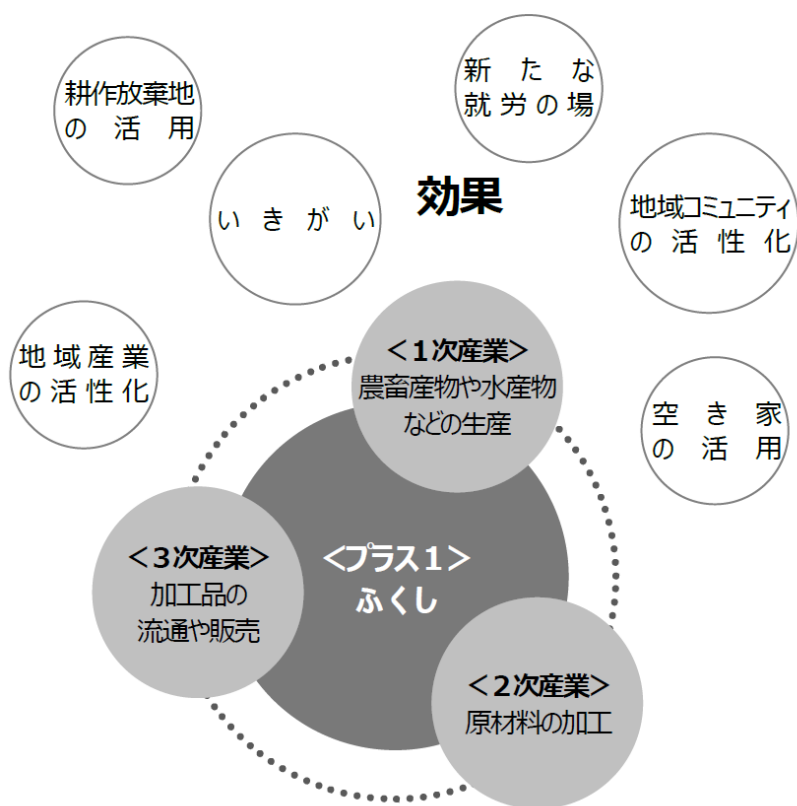 新たな
就労の場
耕作放棄地
の活用
いきがい
効果
地域コミュニティ
の活性化
地域産業
の活性化
＜１次産業＞
農畜産物や水産物
などの生産
空き家
の活用
＜３次産業＞
加工品の
流通や販売
＜プラス１＞
ふくし
＜２次産業＞
原材料の加工